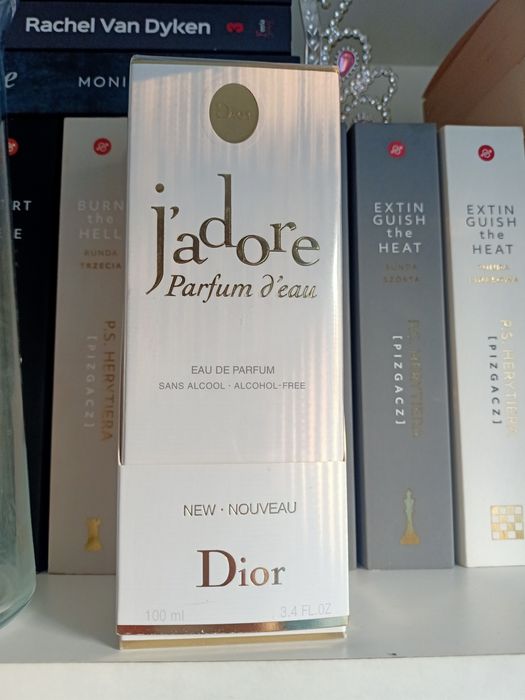 Rachel Van Dyken
MONI
Dior
j'adore
Parfum d'eau
EAU DE PARFUM
SANS ALCOOL · ALCOHOL-FREE
NEW · NOUVEAU
Dior
100 ml
3.4 FL.OZ
BURN
the
HELL
RUNDA
TRZECIA
P.S. HERYTIERA
[PIZGACZ]
EXTIN
GUISH
the
HEAT
RUNDA
SZÓSTA
P.S. HERYTIERA
[PIZGACZ]
EXTIN
GUISH
the
HEAT
RUNDA
P.S. HERYTIERA
[PIZGACZ]